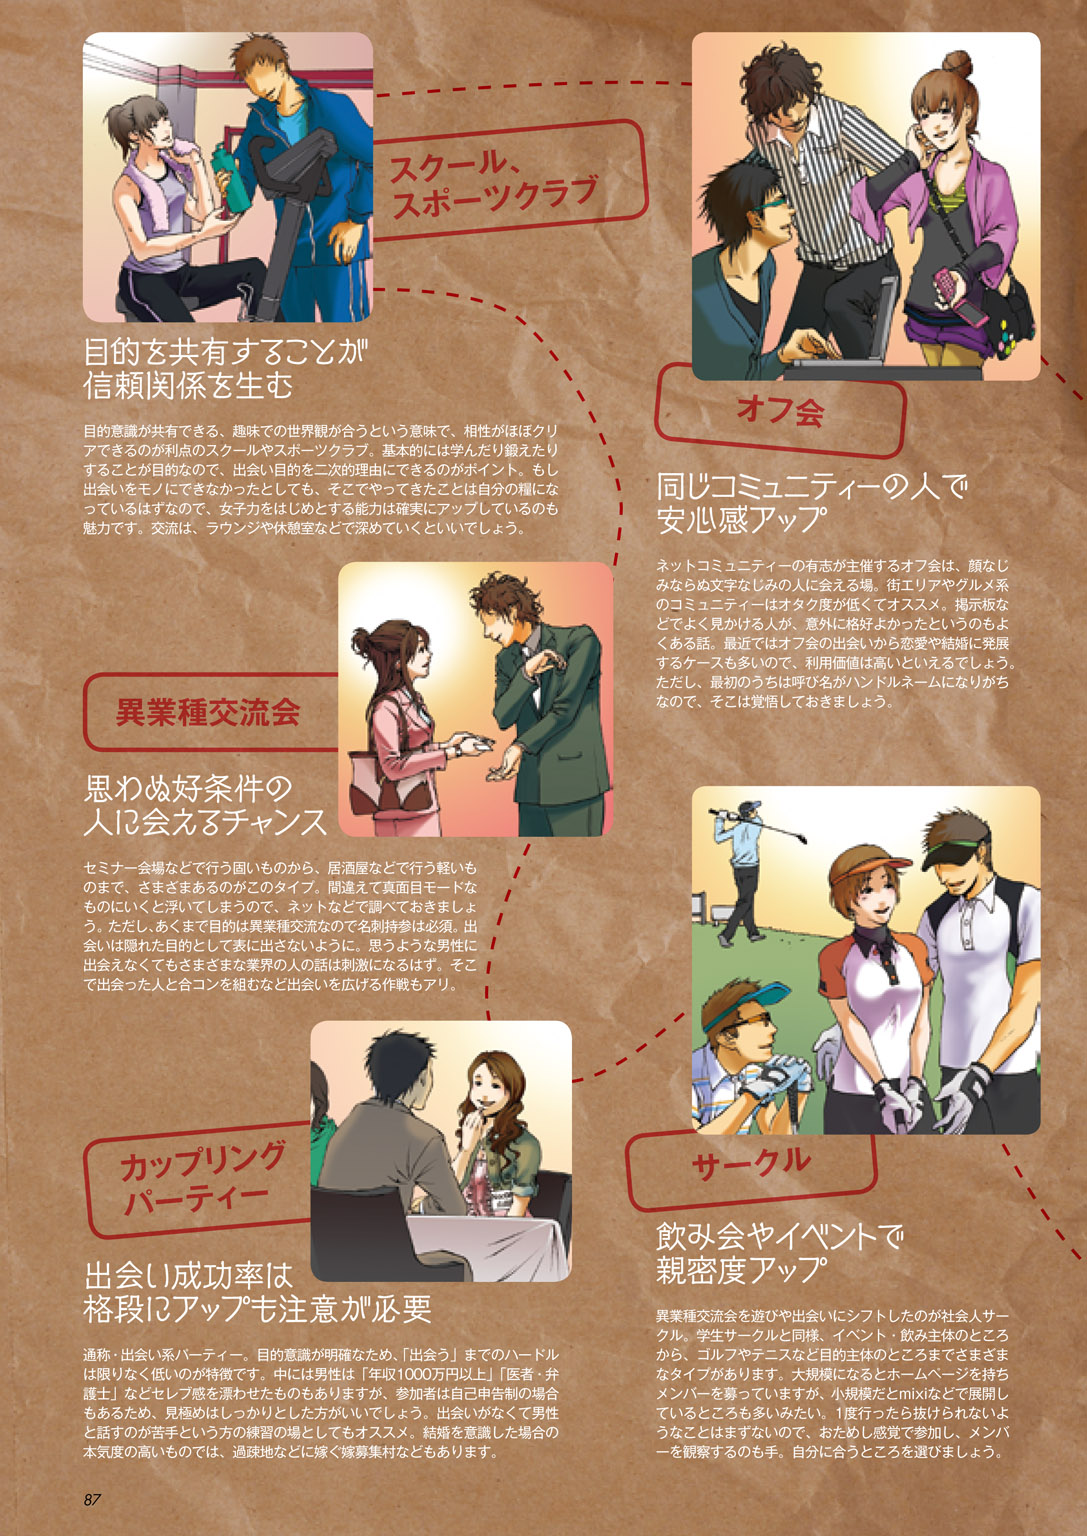 スクール、
スポーツクラブ
目的を共有することが
信頼関係を生む
目的意識が共有できる、趣味での世界観が合うという意味で、相性がほぼクリ
アできるのが利点のスクールやスポーツクラブ。基本的には学んだり鍛えたり
することが目的なので、出会い目的を二次的理由にできるのがポイント。もし
出会いをモノにできなかったとしても、そこでやってきたことは自分の糧にな
っているはずなので、女子力をはじめとする能力は確実にアップしているのも
魅力です。交流は、ラウンジや休憩室などで深めていくといいでしょう。
異業種交流会
思わぬ好条件の
人に会えるチャンス
セミナー会場などで行う固いものから、居酒屋などで行う軽いも
のまで、さまざまあるのがこのタイプ。間違えて真面目モードな
ものにいくと浮いてしまうので、ネットなどで調べておきましょ
う。ただし、あくまで目的は異業種交流なので名刺持参は必須。出
会いは隠れた目的として表に出さないように。思うような男性に
出会えなくてもさまざまな業界の人の話は刺激になるはず。そこ
で出会った人と合コンを組むなど出会いを広げる作戦もアリ。
カップリング
パーティー
出会い成功率は
格段にアップも注意が必要
通称・出会い系パーティー。目的意識が明確なため、「出会う」までのハードル
は限りなく低いのが特徴です。中には男性は「年収1000万円以上」「医者・弁
護士」などセレブ感を漂わせたものもありますが、参加者は自己申告制の場合
もあるため、見極めはしっかりとした方がいいでしょう。出会いがなくて男性
と話すのが苦手という方の練習の場としてもオススメ。結婚を意識した場合の
本気度の高いものでは、過疎地などに嫁ぐ嫁募集村などもあります。
オフ会
同じコミュニティーの人で
安心感アップ
ネットコミュニティーの有志が主催するオフ会は、顔なじ
みならぬ文字なじみの人に会える場。街エリアやグルメ系
のコミュニティーはオタク度が低くてオススメ。掲示板な
どでよく見かける人が、意外に格好よかったというのもよ
くある話。最近ではオフ会の出会いから恋愛や結婚に発展
するケースも多いので、利用価値は高いといえるでしょう。
ただし、最初のうちは呼び名がハンドルネームになりがち
なので、そこは覚悟しておきましょう。
サークル
飲み会やイベントで
親密度アップ
異業種交流会を遊びや出会いにシフトしたのが社会人サー
クル。学生サークルと同様、イベント・飲み主体のところ
から、ゴルフやテニスなど目的主体のところまでさまざま
なタイプがあります。大規模になるとホームページを持ち
メンバーを募っていますが、小規模だとmixiなどで展開し
ているところも多いみたい。1度行ったら抜けられないよ
うなことはまずないので、おためし感覚で参加し、メンバ
ーを観察するのも手。自分に合うところを選びましょう。
87